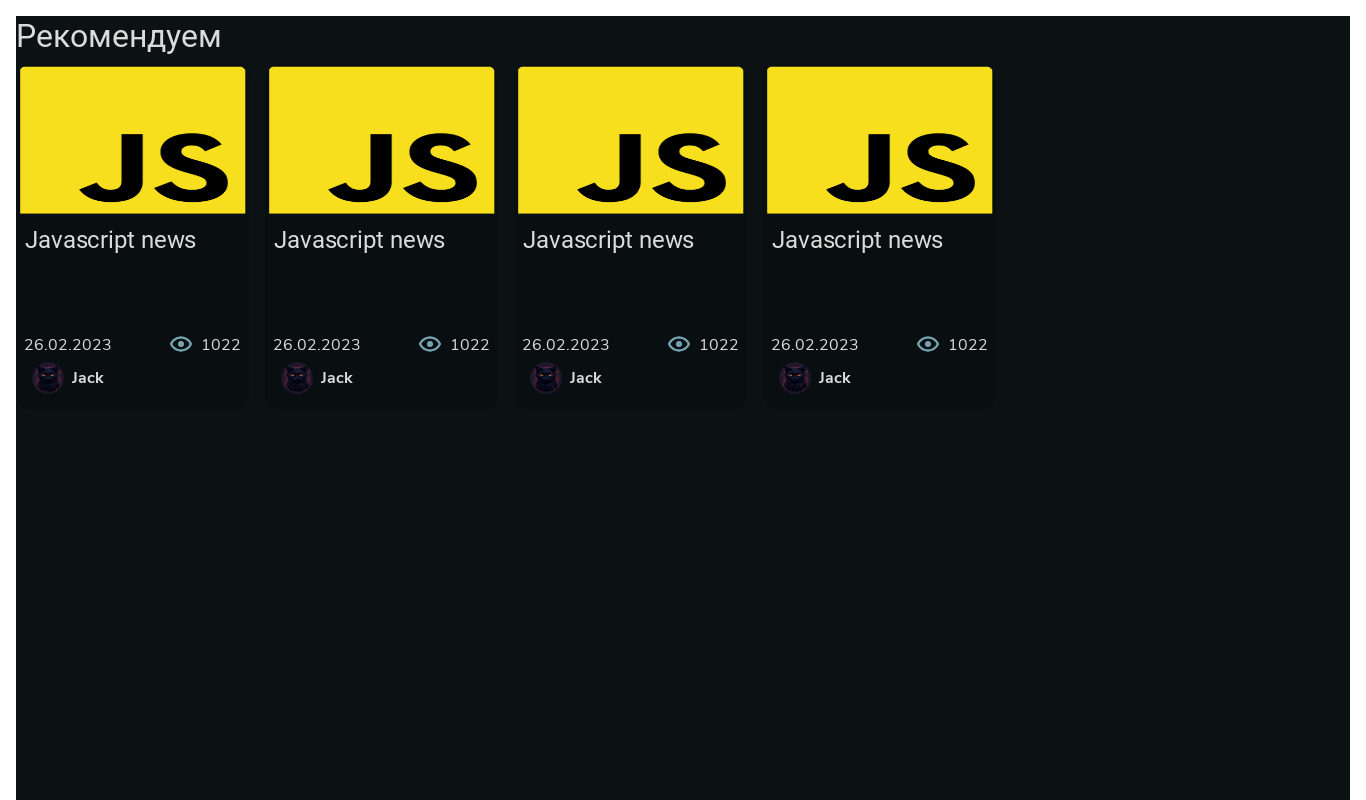 Рекомендуем
JS JS JS JS
Javascript news Javascript news Javascript news Javascript news
26.02.2023 1022 26.02.2023 1022 26.02.2023 1022 26.02.2023 1022
Jack Jack Jack Jack